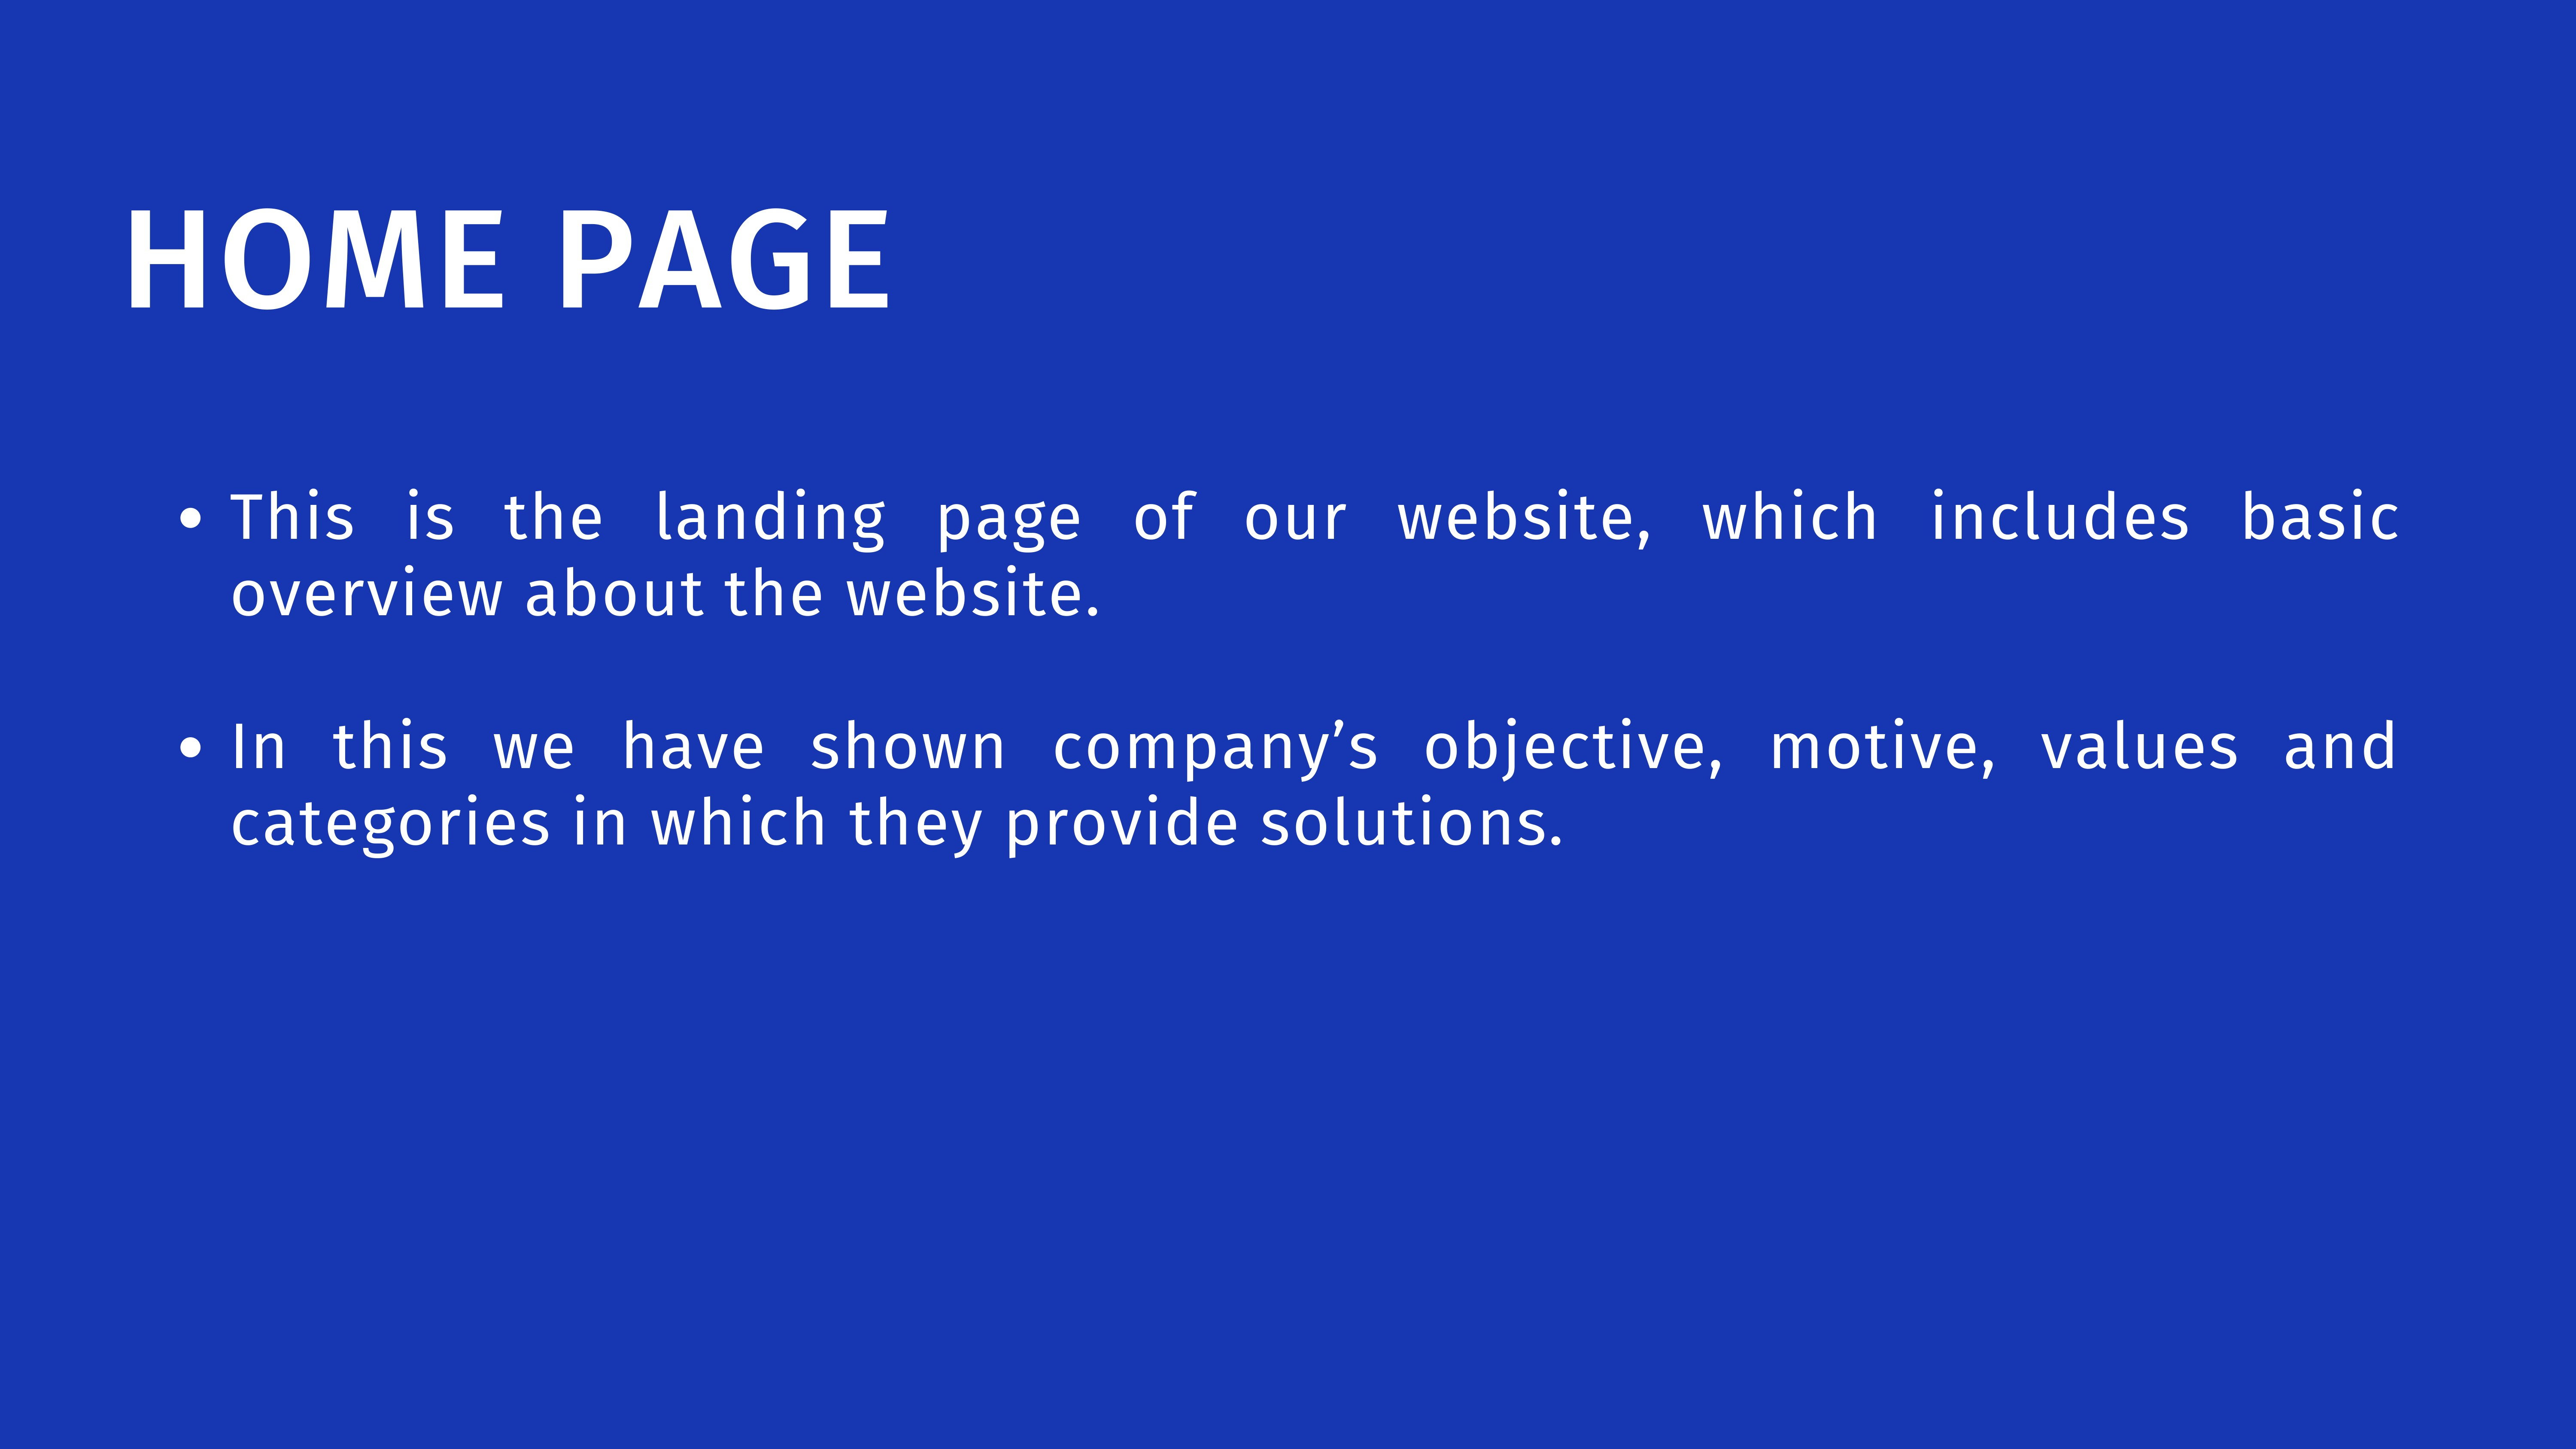 HOME PAGE
• This is the landing page of our website, which includes basic
overview about the website.
• In this we have shown company’s objective, motive, values and
categories in which they provide solutions.